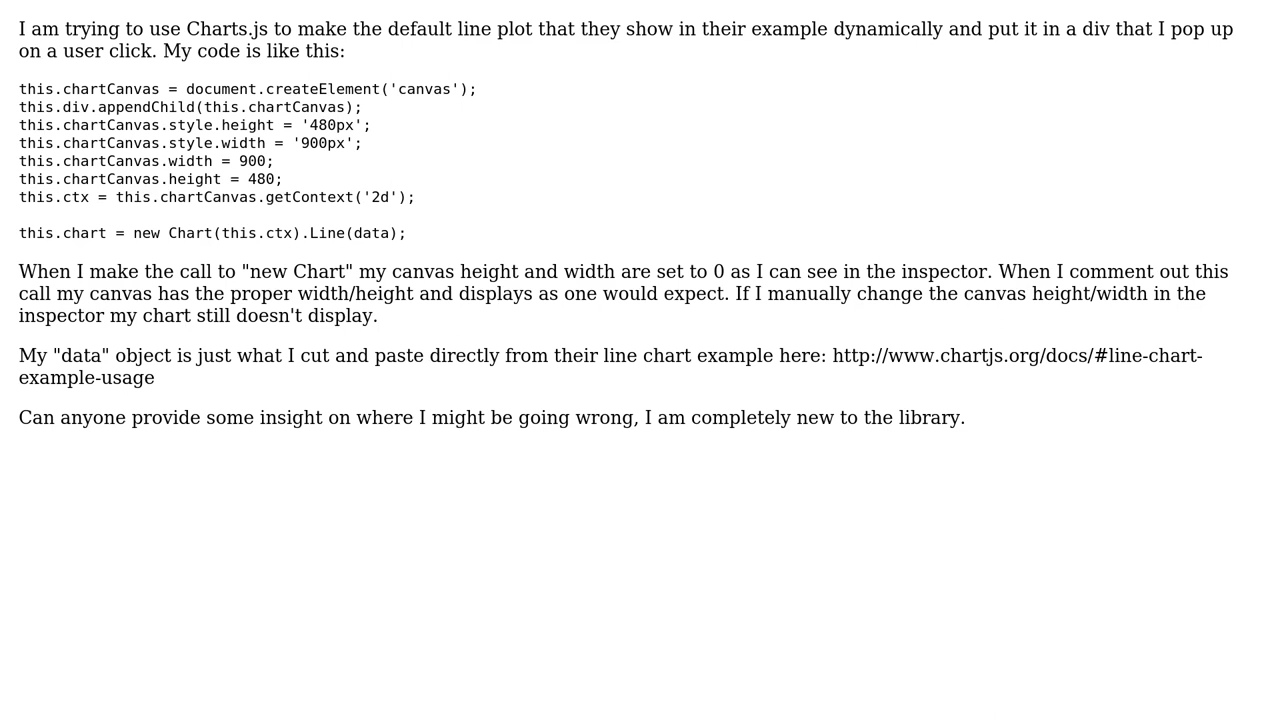 I am trying to use Charts.js to make the default line plot that they show in their example dynamically and put it in a div that I pop up
on a user click. My code is like this:
this.chartCanvas = document.createElement('canvas');
this.div.appendChild(this.chartCanvas);
this.chartCanvas.style.height = '480px';
this.chartCanvas.style.width = '900px';
this.chartCanvas.width = 900;
this.chartCanvas.height = 480;
this.ctx = this.chartCanvas.getContext('2d');
this.chart = new Chart(this.ctx).Line(data);
When I make the call to "new Chart" my canvas height and width are set to 0 as I can see in the inspector. When I comment out this
call my canvas has the proper width/height and displays as one would expect. If I manually change the canvas height/width in the
inspector my chart still doesn't display.
My "data" object is just what I cut and paste directly from their line chart example here: http://www.chartjs.org/docs/#line-chart-
example-usage
Can anyone provide some insight on where I might be going wrong, I am completely new to the library.